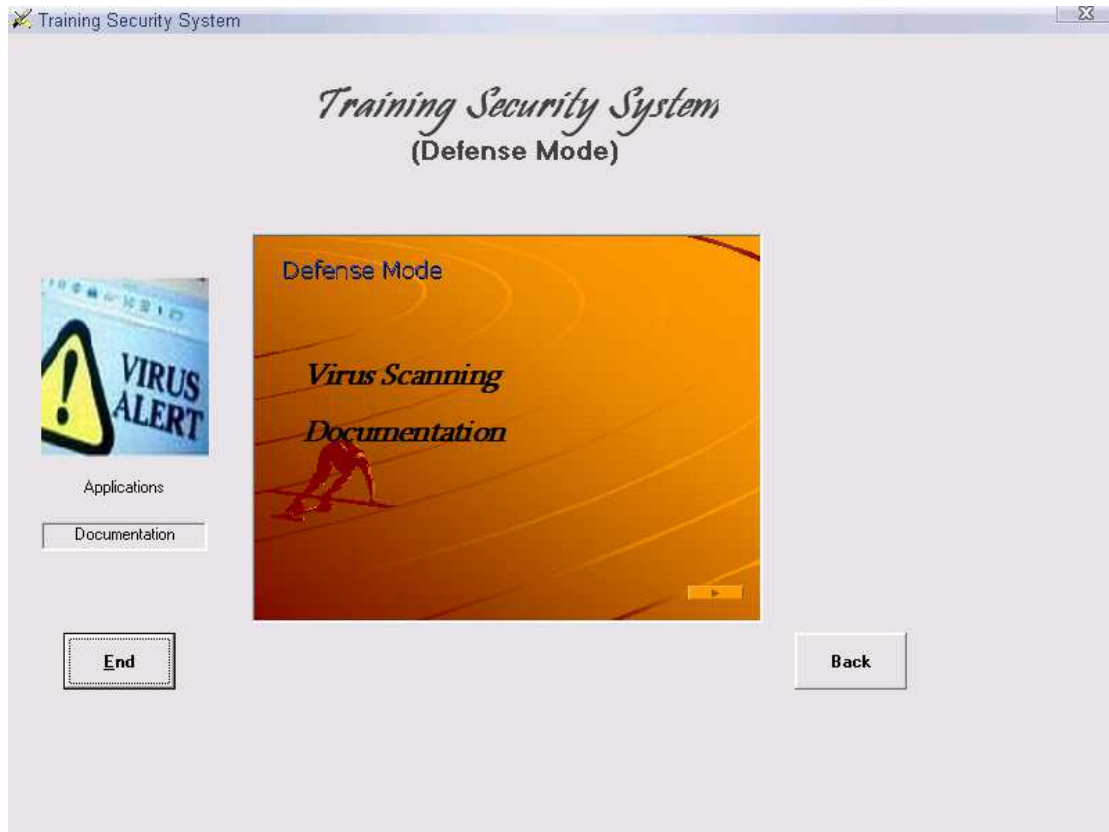 Training Security System
Training Security System
(Defense Mode)
Defense Mode
Virus Scanning
Documentation
VIRUS
ALERT
Applications
Documentation
End
Back